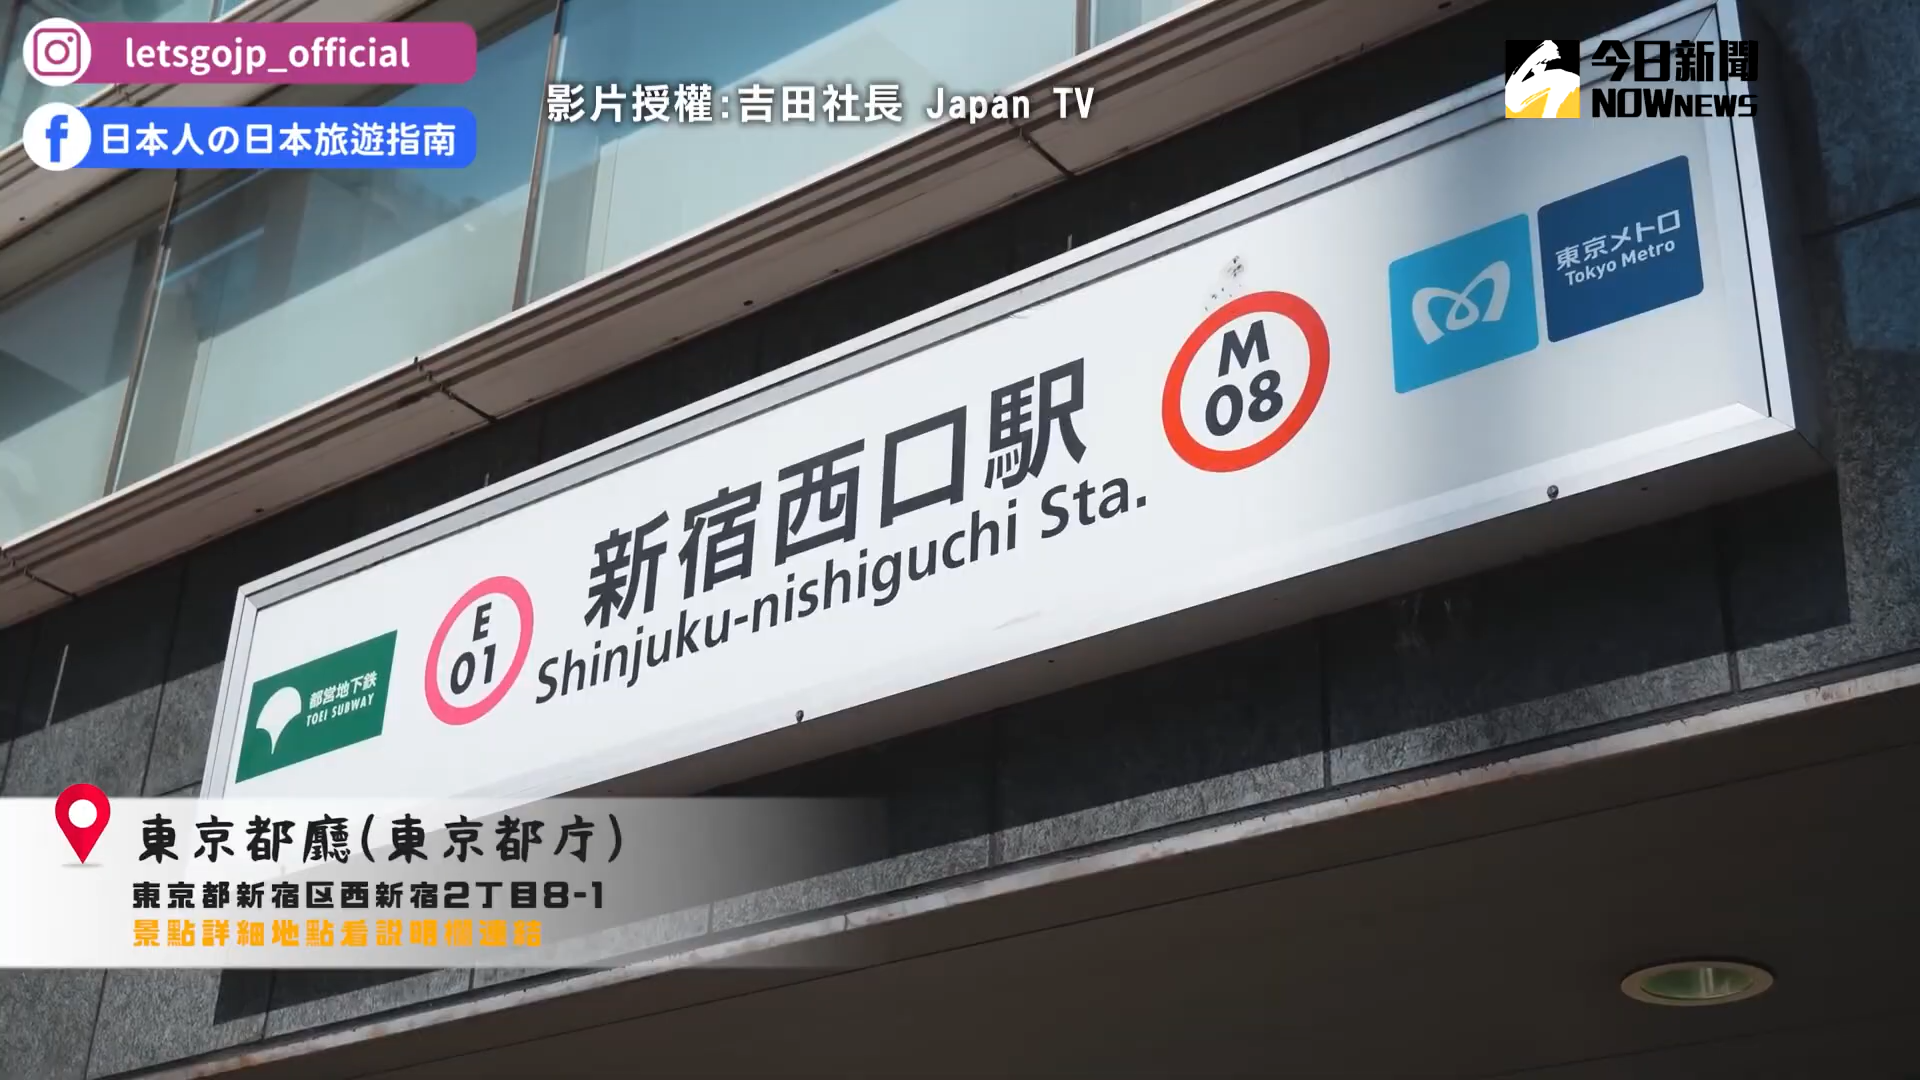 letsgojp_official
日本人の日本旅遊指南
影片授權:吉田社長 Japan TV
今日新聞
NOWNEWS
東京メトロ
Tokyo Metro
M
08
新宿西口駅
Shinjuku-nishiguchi Sta.
E
01
都営地下鉄
TOEI SUBWAY
東京都廳(東京都庁)
東京都新宿区西新宿2丁目8-1
景點詳細地點看說明欄連結